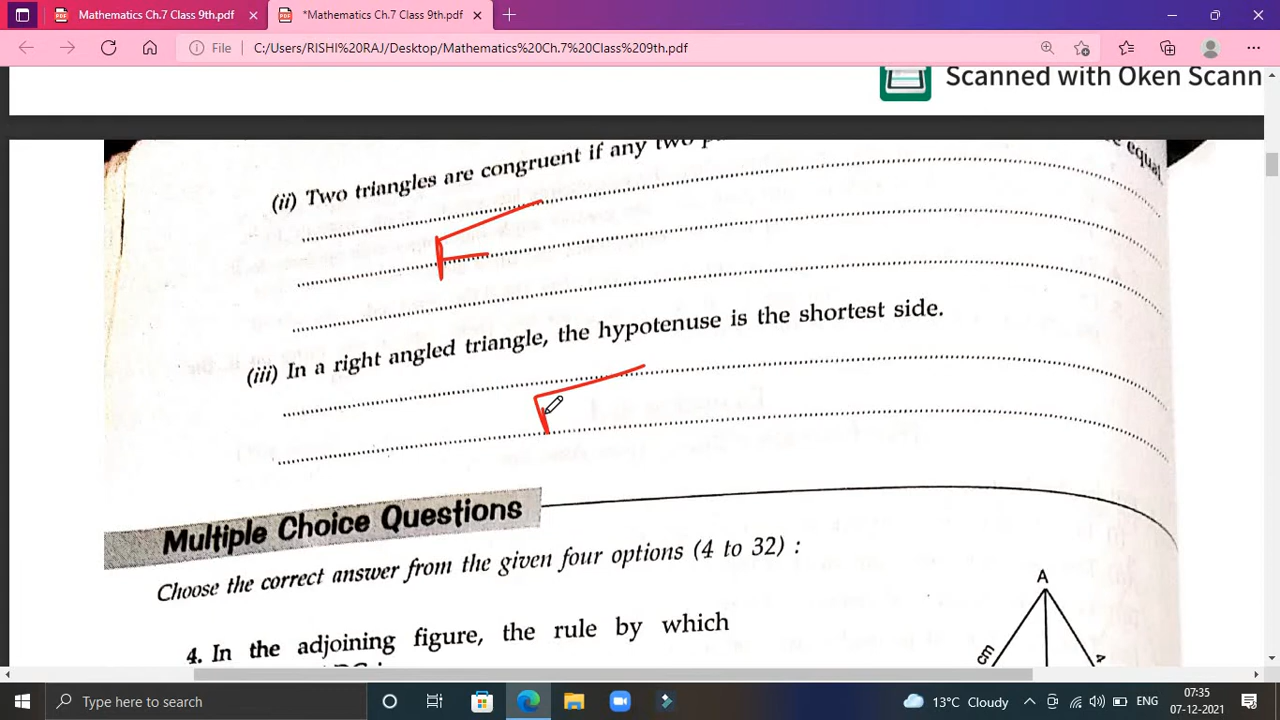 Mathematics Ch.7 Class 9th.pdf
*Mathematics Ch.7 Class 9th.pdf
File
C:/Users/RISHI%20RAJ/Desktop/Mathematics%20Ch.7%20Class%209th.pdf
Scanned with Oken Scann
(ii) Two triangles are congruent if any two
equal
(iii) In a right angled triangle, the hypotenuse is the shortest side.
Multiple Choice Questions
Choose the correct answer from the given four options (4 to 32) :
A
4. In the adjoining figure, the rule by which
cm
Type here to search
13°C Cloudy
ENG
07:35
07-12-2021